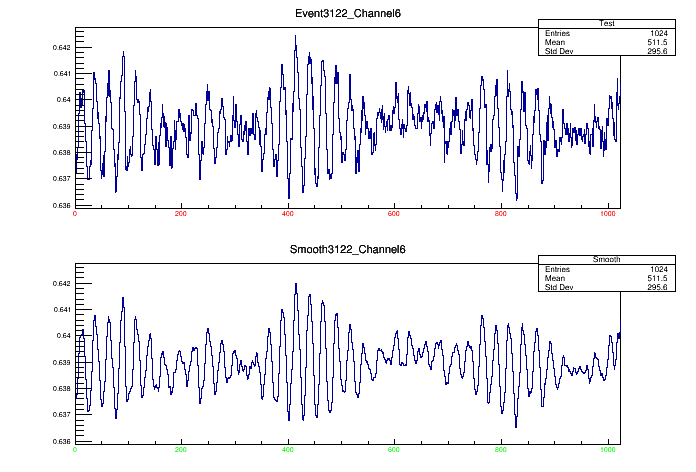 Event3122_Channel6
Test
Entries 1024
Mean 511.5
Std Dev 295.6
0.642
0.641
0.64
0.639
0.638
0.637
0.636
0 200 400 600 800 1000
Smooth3122_Channel6
Smooth
Entries 1024
Mean 511.5
Std Dev 295.6
0.642
0.641
0.64
0.639
0.638
0.637
0.636
0 200 400 600 800 1000